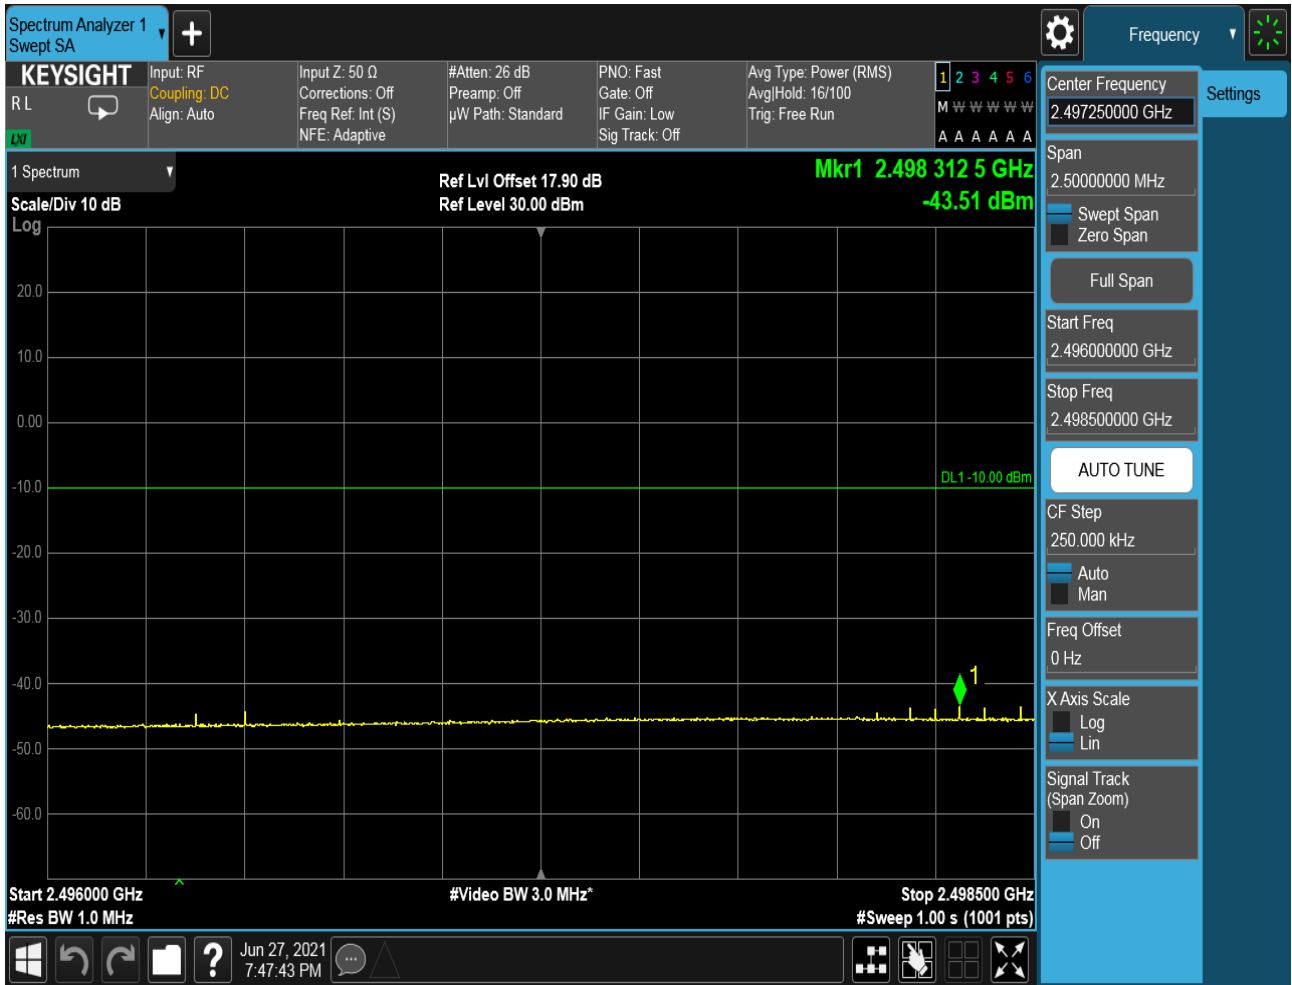 Spectrum Analyzer 1
Swept SA
Frequency
KEYSIGHT
R L
LXI
Input: RF
Coupling: DC
Align: Auto
Input Z: 50 Ω
Corrections: Off
Freq Ref: Int (S)
NFE: Adaptive
#Atten: 26 dB
Preamp: Off
µW Path: Standard
PNO: Fast
Gate: Off
IF Gain: Low
Sig Track: Off
Avg Type: Power (RMS)
Avg|Hold: 16/100
Trig: Free Run
1 2 3 4 5 6
M W W W W W
A A A A A A
1 Spectrum
Scale/Div 10 dB
Log
Ref Lvl Offset 17.90 dB
Ref Level 30.00 dBm
Mkr1 2.498 312 5 GHz
-43.51 dBm
20.0
10.0
0.00
-10.0
-20.0
-30.0
-40.0
-50.0
-60.0
DL1 -10.00 dBm
1
Start 2.496000 GHz
#Res BW 1.0 MHz
#Video BW 3.0 MHz*
Stop 2.498500 GHz
#Sweep 1.00 s (1001 pts)
Jun 27, 2021
7:47:43 PM
Center Frequency
2.497250000 GHz
Settings
Span
2.50000000 MHz
Swept Span
Zero Span
Full Span
Start Freq
2.496000000 GHz
Stop Freq
2.498500000 GHz
AUTO TUNE
CF Step
250.000 kHz
Auto
Man
Freq Offset
0 Hz
X Axis Scale
Log
Lin
Signal Track
(Span Zoom)
On
Off